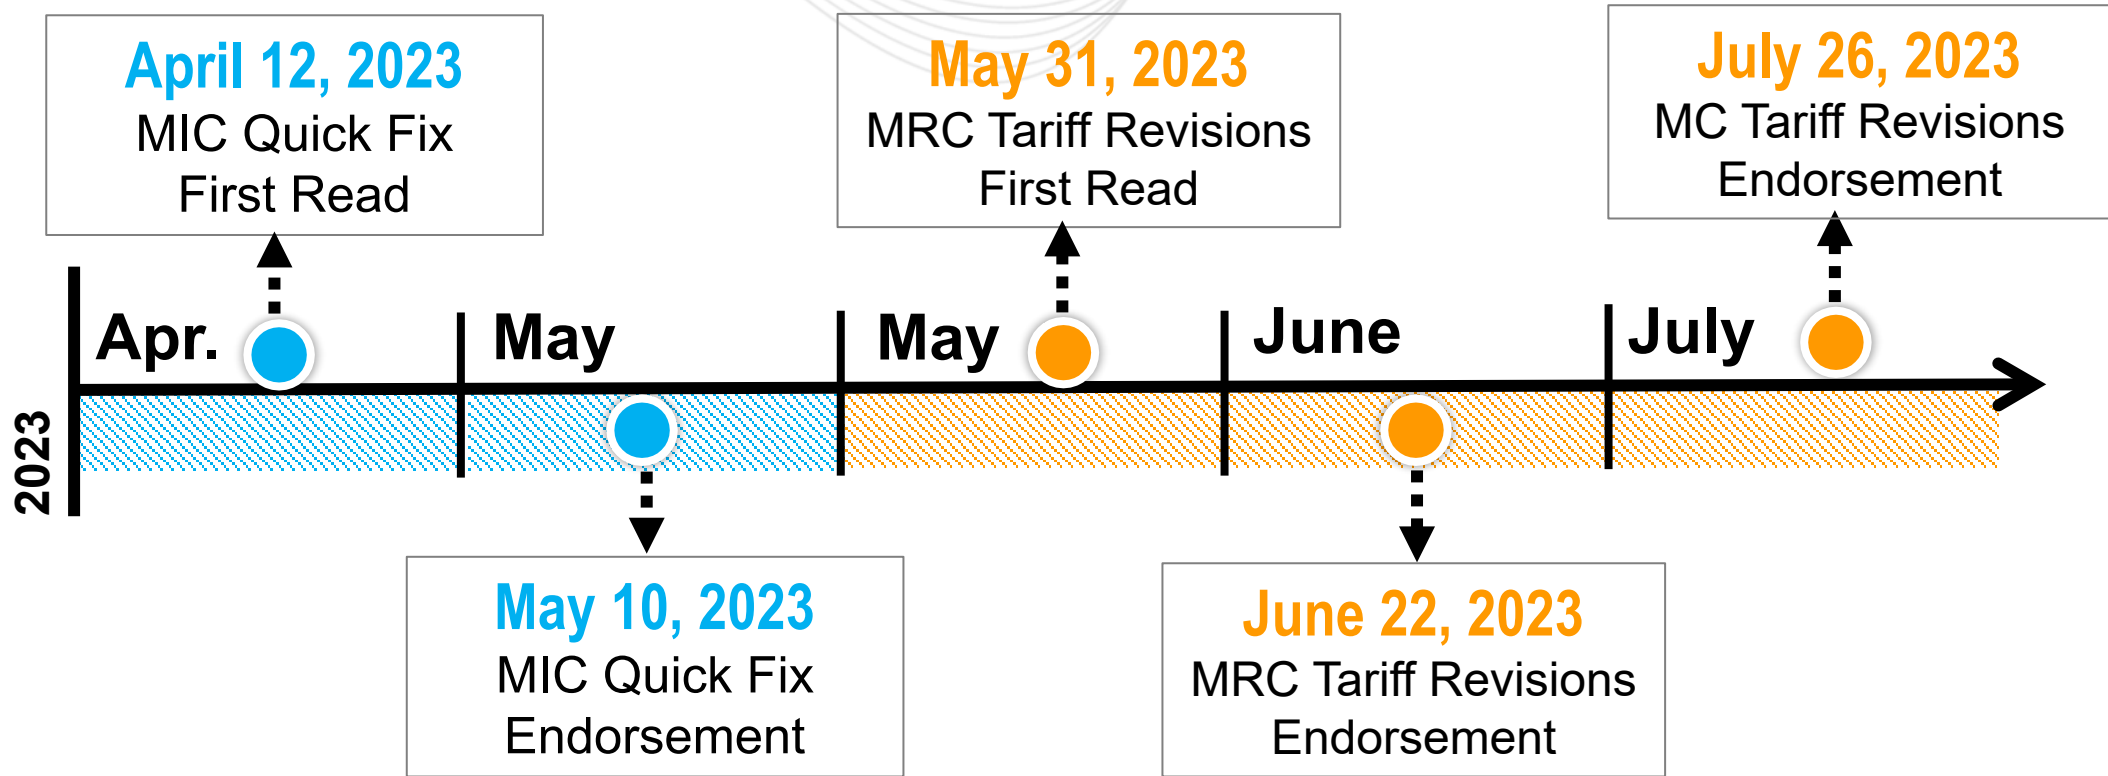 April 12, 2023
MIC Quick Fix
First Read
May 31, 2023
MRC Tariff Revisions
First Read
July 26, 2023
MC Tariff Revisions
Endorsement
Apr.
May
May
June
July
2023
May 10, 2023
MIC Quick Fix
Endorsement
June 22, 2023
MRC Tariff Revisions
Endorsement